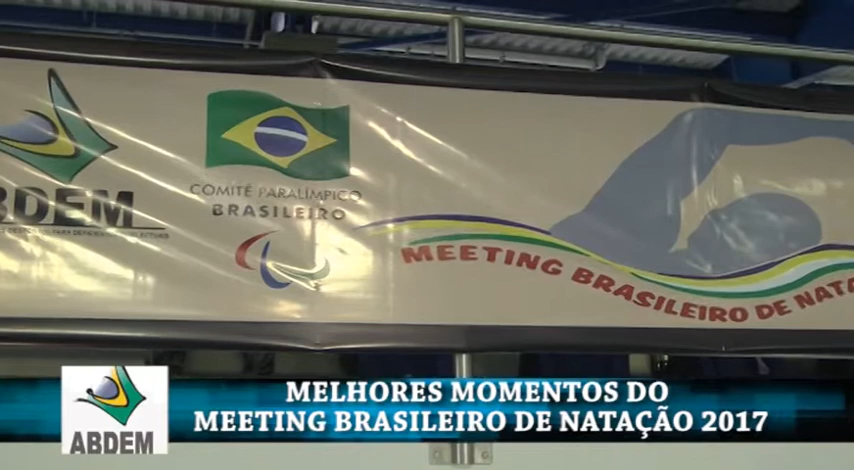 COMITÊ PARALÍMPICO
BRASILEIRO
BDEM
MEETING BRASILEIRO DE NATA
MELHORES MOMENTOS DO
MEETING BRASILEIRO DE NATAÇÃO 2017
ABDEM